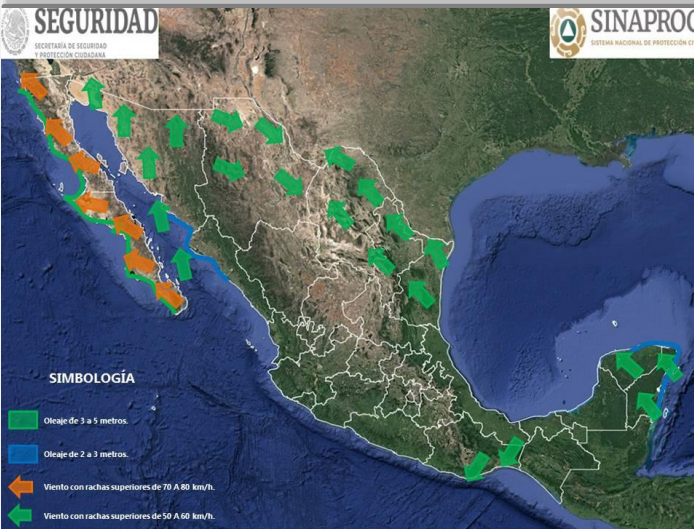 SEGURIDAD
SECRETARÍA DE SEGURIDAD
Y PROTECCIÓN CIUDADANA
SINAPROC
SISTEMA NACIONAL DE PROTECCIÓN CI
SIMBOLOGÍA
Oleaje de 3 a 5 metros.
Oleaje de 2 a 3 metros.
Viento con rachas superiores de 70 A 80 km/h.
Viento con rachas superiores de 50 A 60 km/h.